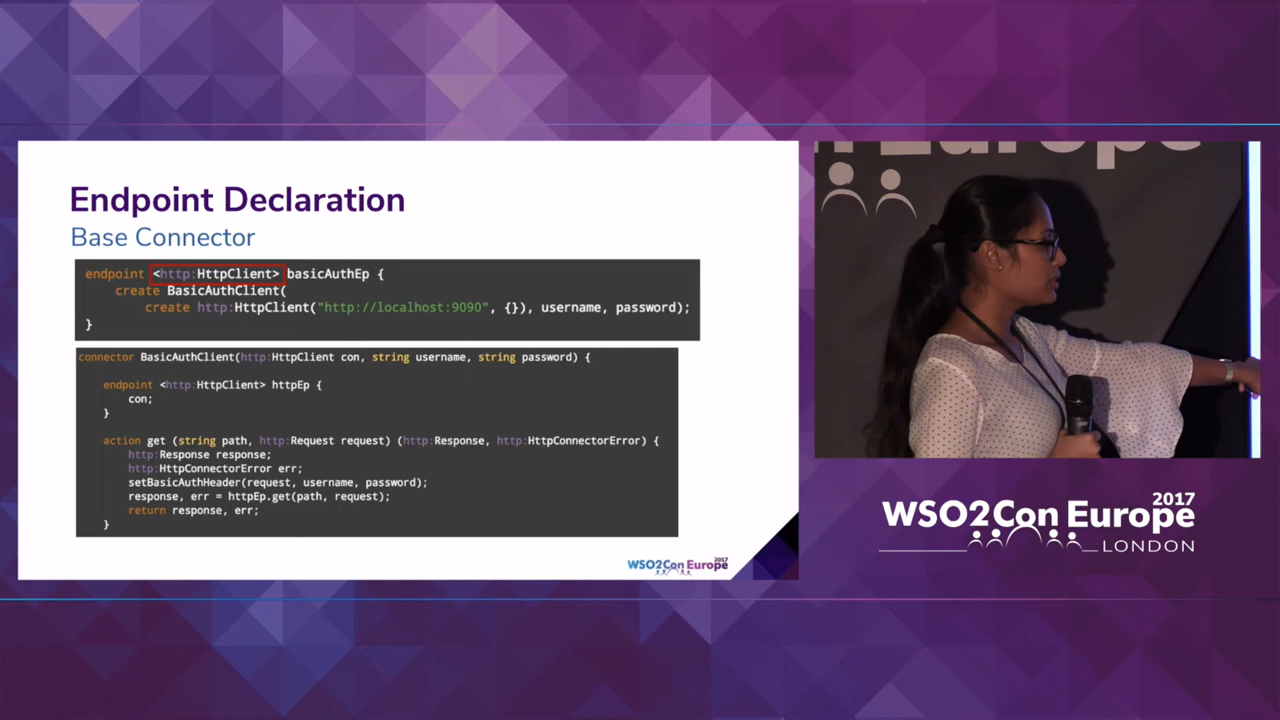 Endpoint Declaration
Base Connector
endpoint <http:HttpClient> basicAuthEp {
create BasicAuthClient(
create http:HttpClient("http://localhost:9090", {}), username, password);
}
connector BasicAuthClient(http:HttpClient con, string username, string password) {
endpoint <http:HttpClient> httpEp {
con;
}
action get (string path, http:Request request) (http:Response, http:HttpConnectorError) {
http:Response response;
http:HttpConnectorError err;
setBasicAuthHeader(request, username, password);
response, err = httpEp.get(path, request);
return response, err;
}
WSO2Con Europe 2017
n Europe
WSO2Con Europe 2017
LONDON